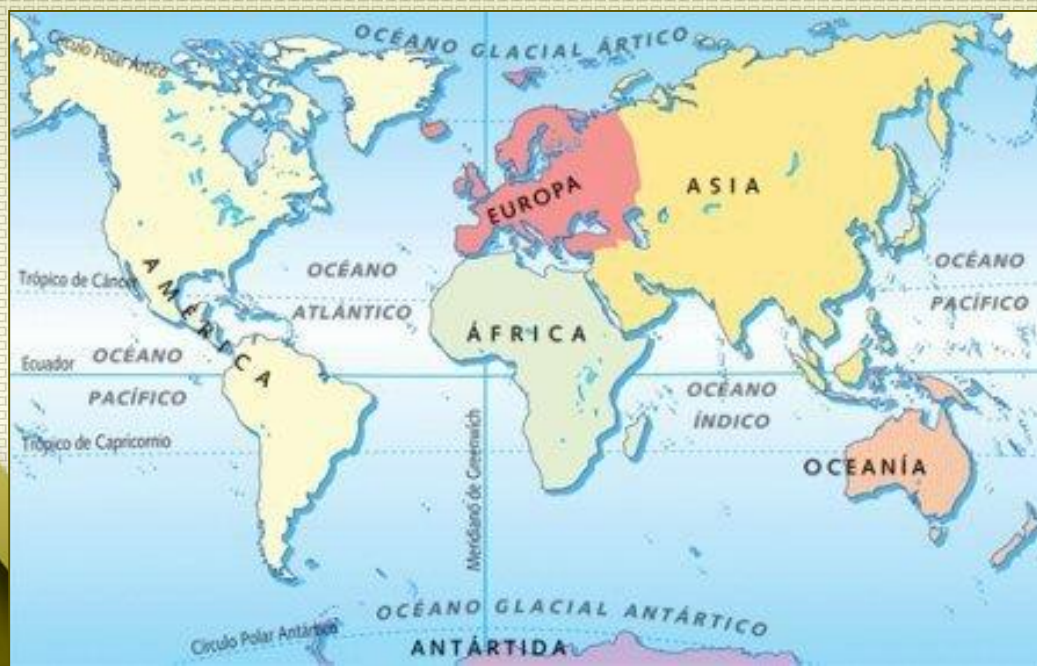 OCÉANO GLACIAL ÁRTICO
Círculo Polar Ártico
EUROPA
ASIA
AMÉRICA
Trópico de Cáncer
OCÉANO
ATLÁNTICO
OCÉANO
PACÍFICO
ÁFRICA
Ecuador
OCÉANO
PACÍFICO
OCÉANO
ÍNDICO
Trópico de Capricornio
Meridiano de Greenwich
OCEANÍA
OCÉANO GLACIAL ANTÁRTICO
Círculo Polar Antártico
ANTÁRTIDA